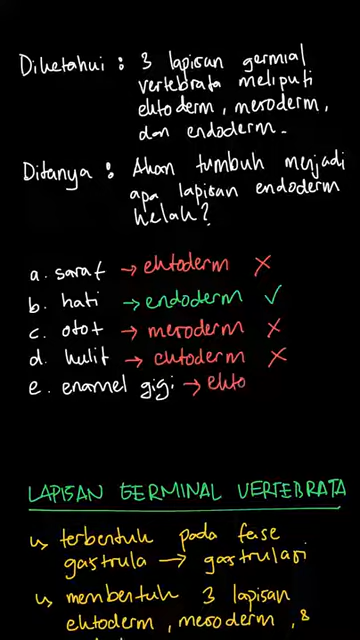 Diketahui : 3 lapisan germial
vertebrata meliputi
ektoderm, mesoderm,
dan endoderm.
Ditanya : Akan tumbuh menjadi
apa lapisan endoderm
kelak?
a. saraf → ektoderm ✗
b. hati → endoderm ✓
c. otot → mesoderm ✗
d. kulit → ektoderm ✗
e. enamel gigi → ekto
LAPISAN GERMINAL VERTEBRATA
↳ terbentuk pada fase
gastrula → gastrulasi
↳ membentuk 3 lapisan
ektoderm, mesoderm, &